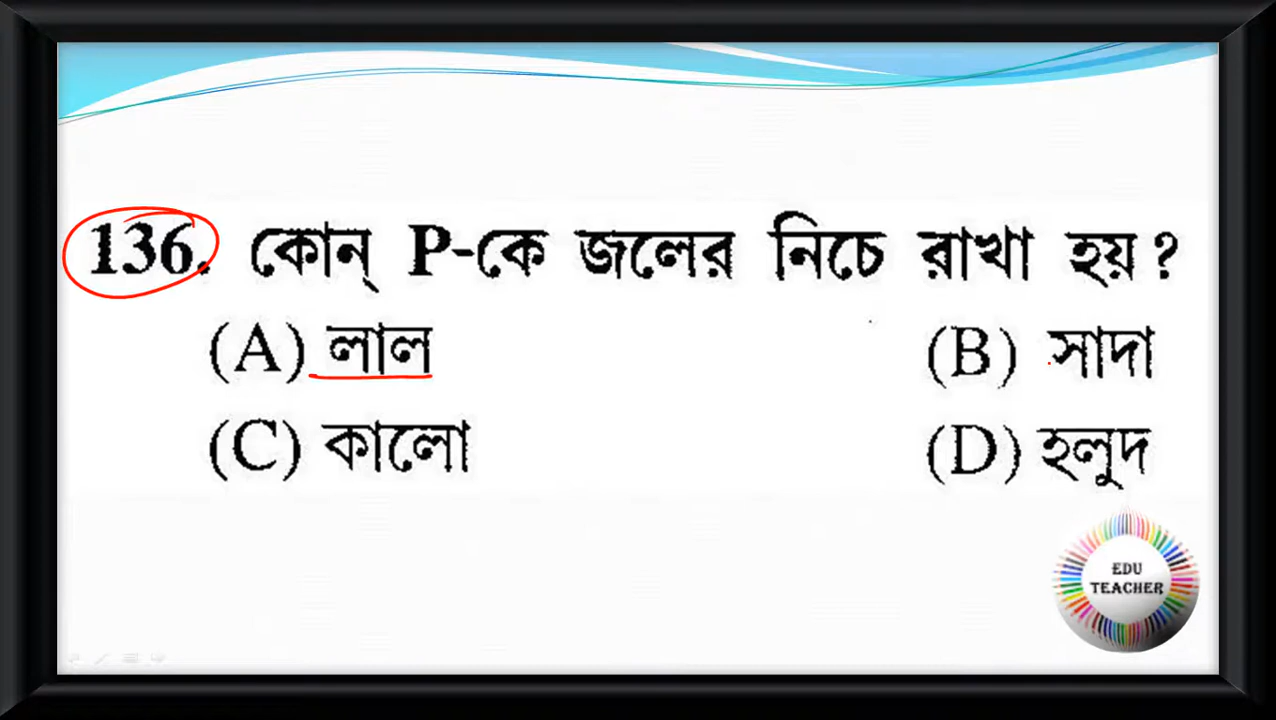 136. কোন্ P-কে জলের নিচে রাখা হয়?
(A) লাল (B) সাদা
(C) কালো (D) হলুদ
EDU
TEACHER